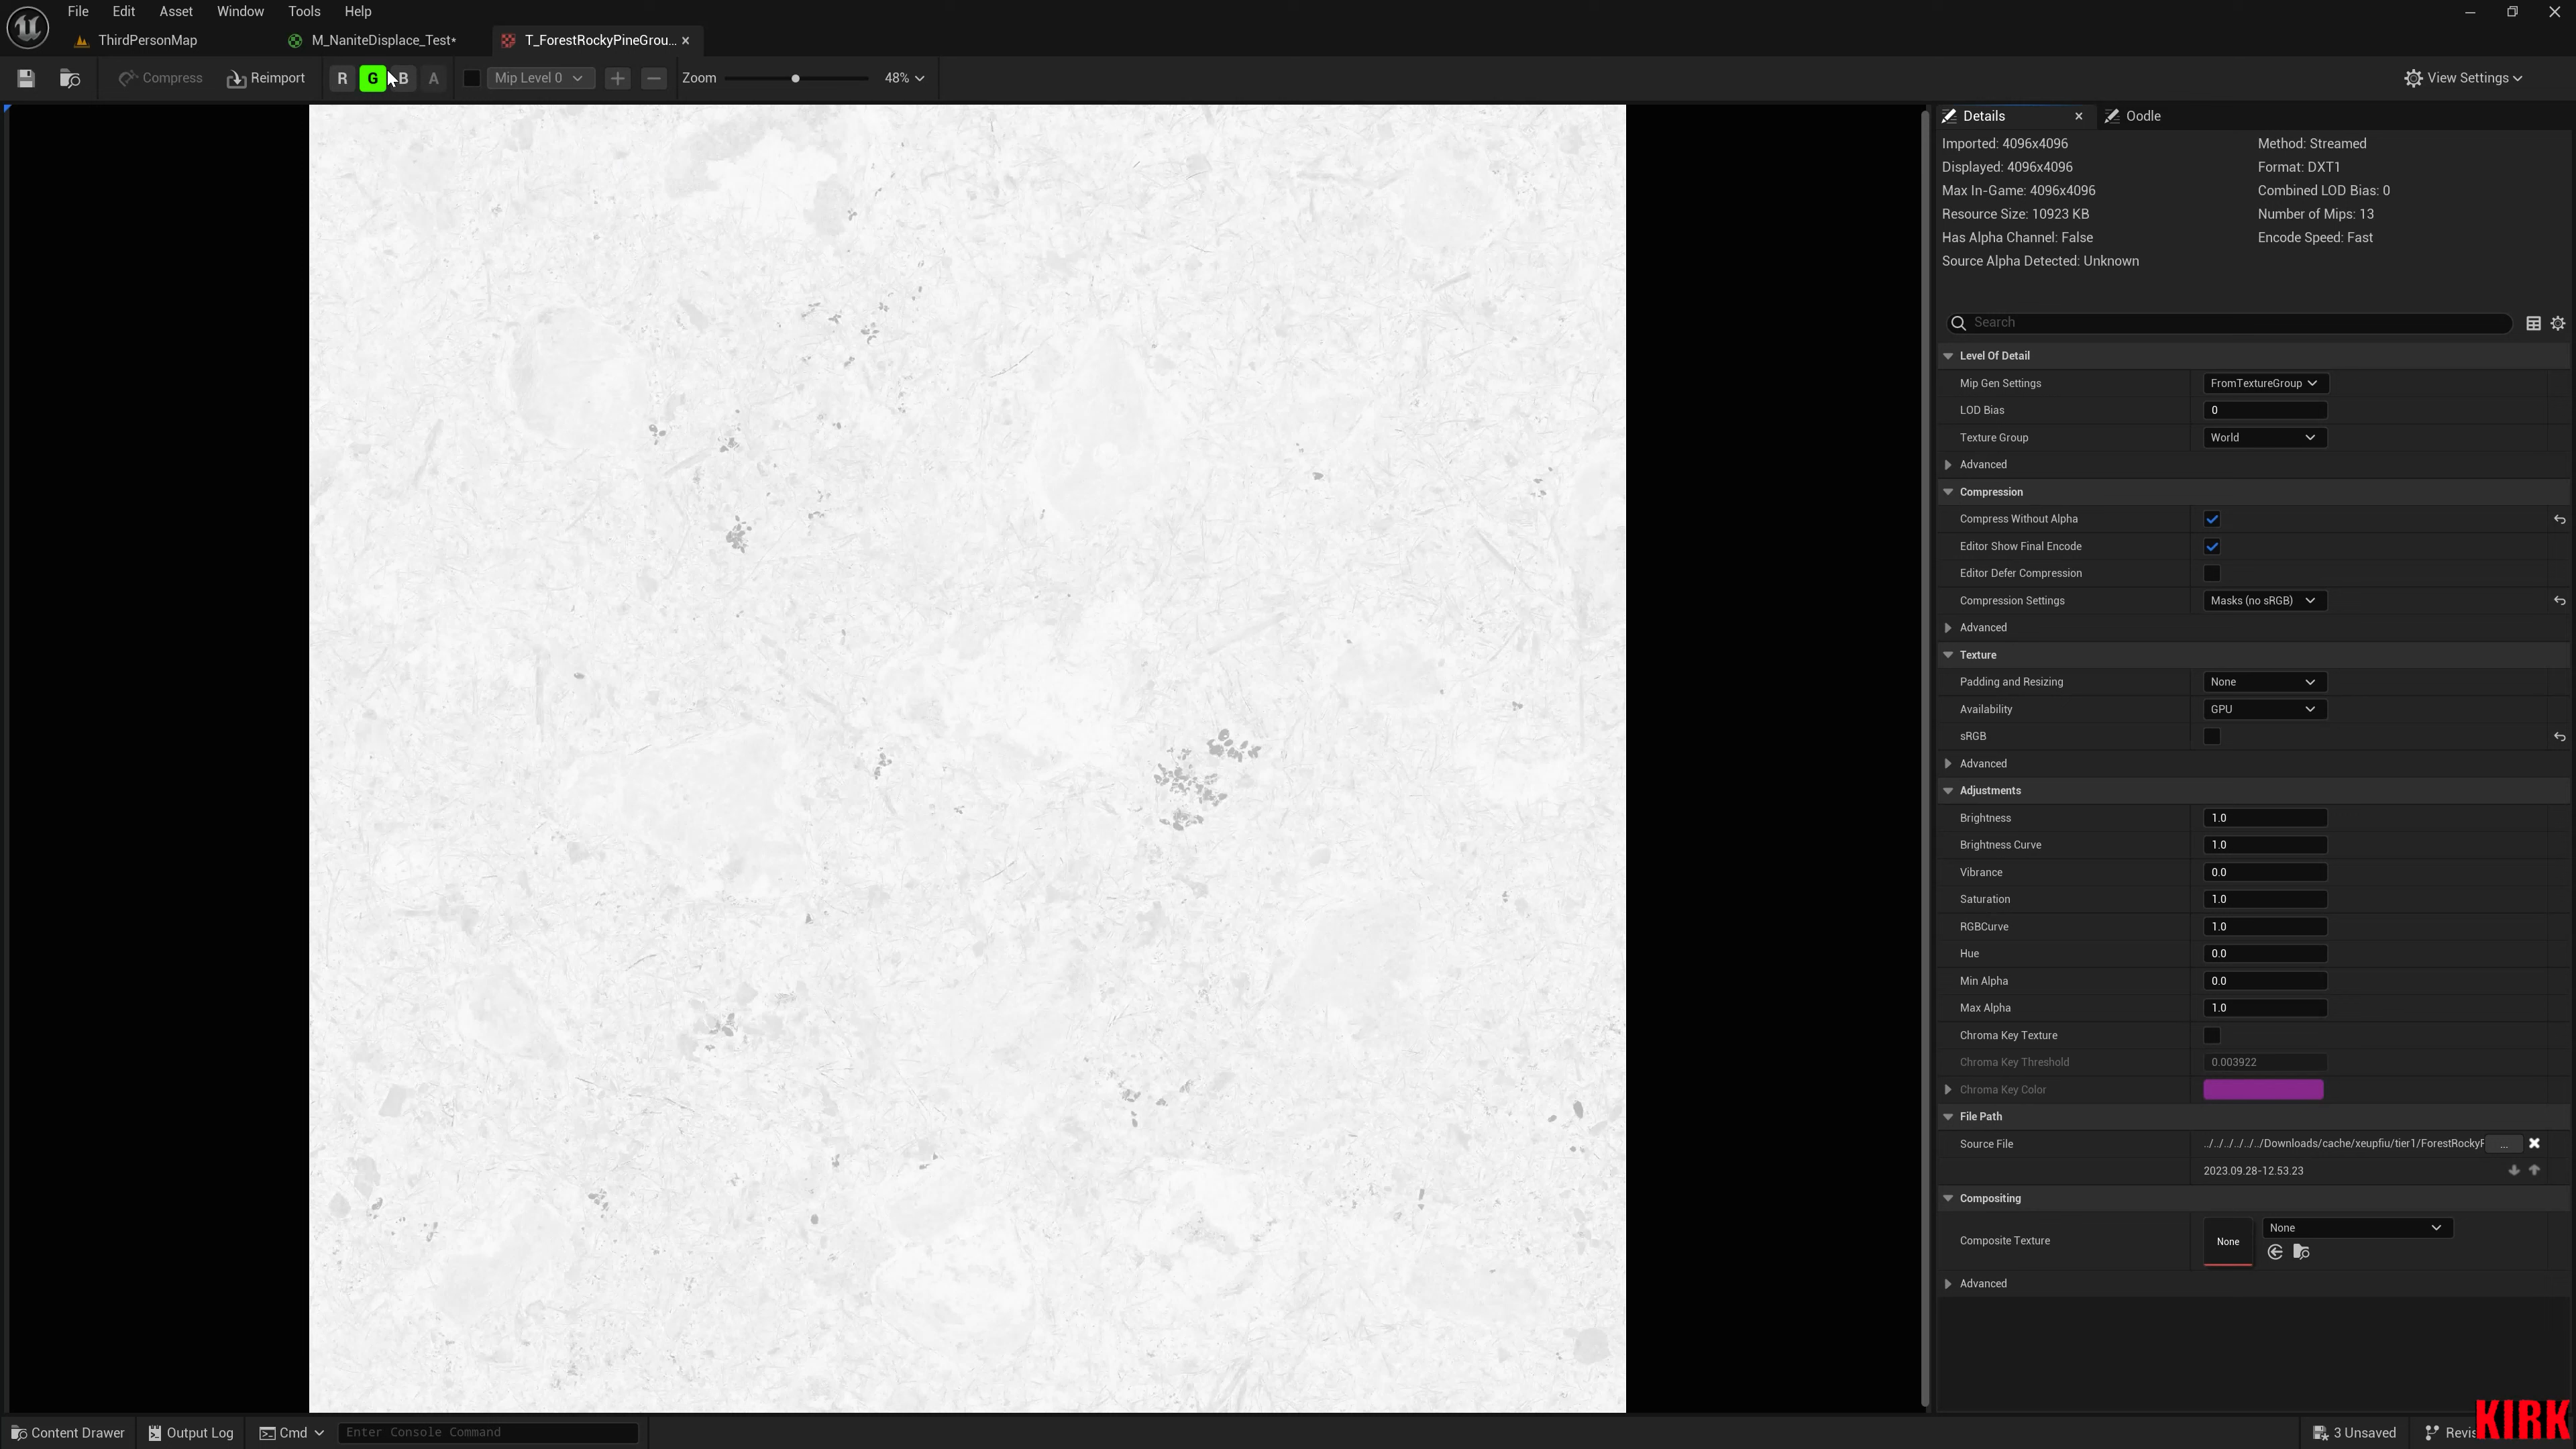 File Edit Asset Window Tools Help
ThirdPersonMap M_NaniteDisplace_Test* T_ForestRockyPineGrou...
Compress Reimport R G B A Mip Level 0 Zoom 48% View Settings
Details Oodle
Imported: 4096x4096 Method: Streamed
Displayed: 4096x4096 Format: DXT1
Max In-Game: 4096x4096 Combined LOD Bias: 0
Resource Size: 10923 KB Number of Mips: 13
Has Alpha Channel: False Encode Speed: Fast
Source Alpha Detected: Unknown
Search
Level Of Detail
Mip Gen Settings FromTextureGroup
LOD Bias 0
Texture Group World
Advanced
Compression
Compress Without Alpha
Editor Show Final Encode
Editor Defer Compression
Compression Settings Masks (no sRGB)
Advanced
Texture
Padding and Resizing None
Availability GPU
sRGB
Advanced
Adjustments
Brightness 1.0
Brightness Curve 1.0
Vibrance 0.0
Saturation 1.0
RGBCurve 1.0
Hue 0.0
Min Alpha 0.0
Max Alpha 1.0
Chroma Key Texture
Chroma Key Threshold 0.003922
Chroma Key Color
File Path
Source File ../../../../../../Downloads/cache/xeupfiu/tier1/ForestRockyF ...
2023.09.28-12.53.23
Compositing
Composite Texture None None
Advanced
Content Drawer Output Log Cmd Enter Console Command 3 Unsaved Revis
KIRK